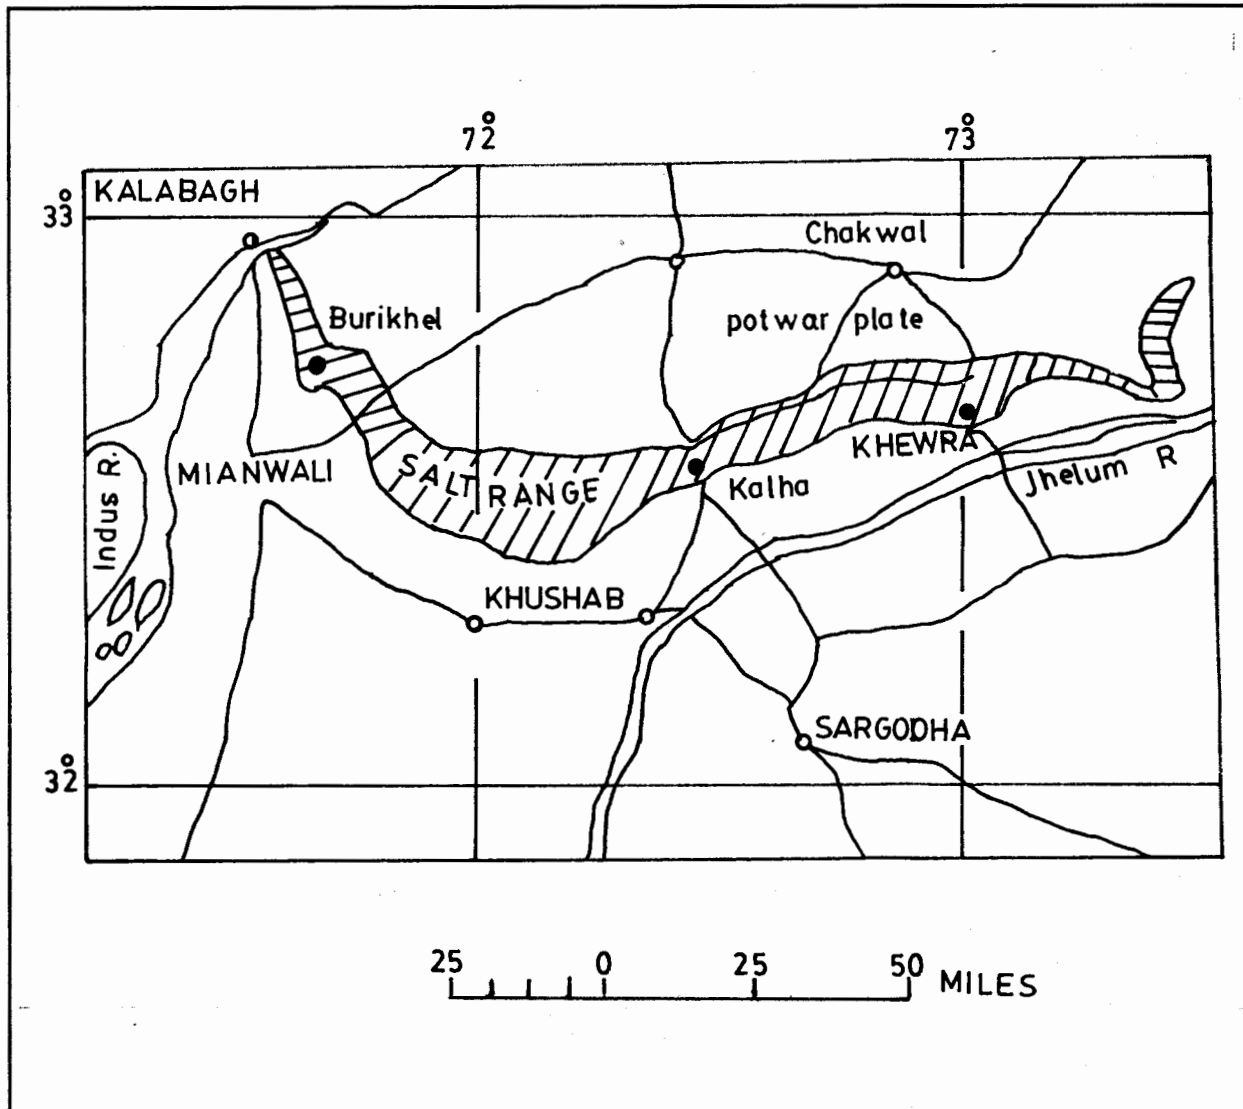 72°
73°
33°
KALABAGH
Chakwal
Burikhel
potwar plate
Indus R.
MIANWALI
SALT RANGE
KHEWRA
Kalha
Jhelum R
KHUSHAB
SARGODHA
32°
25 0 25 50 MILES